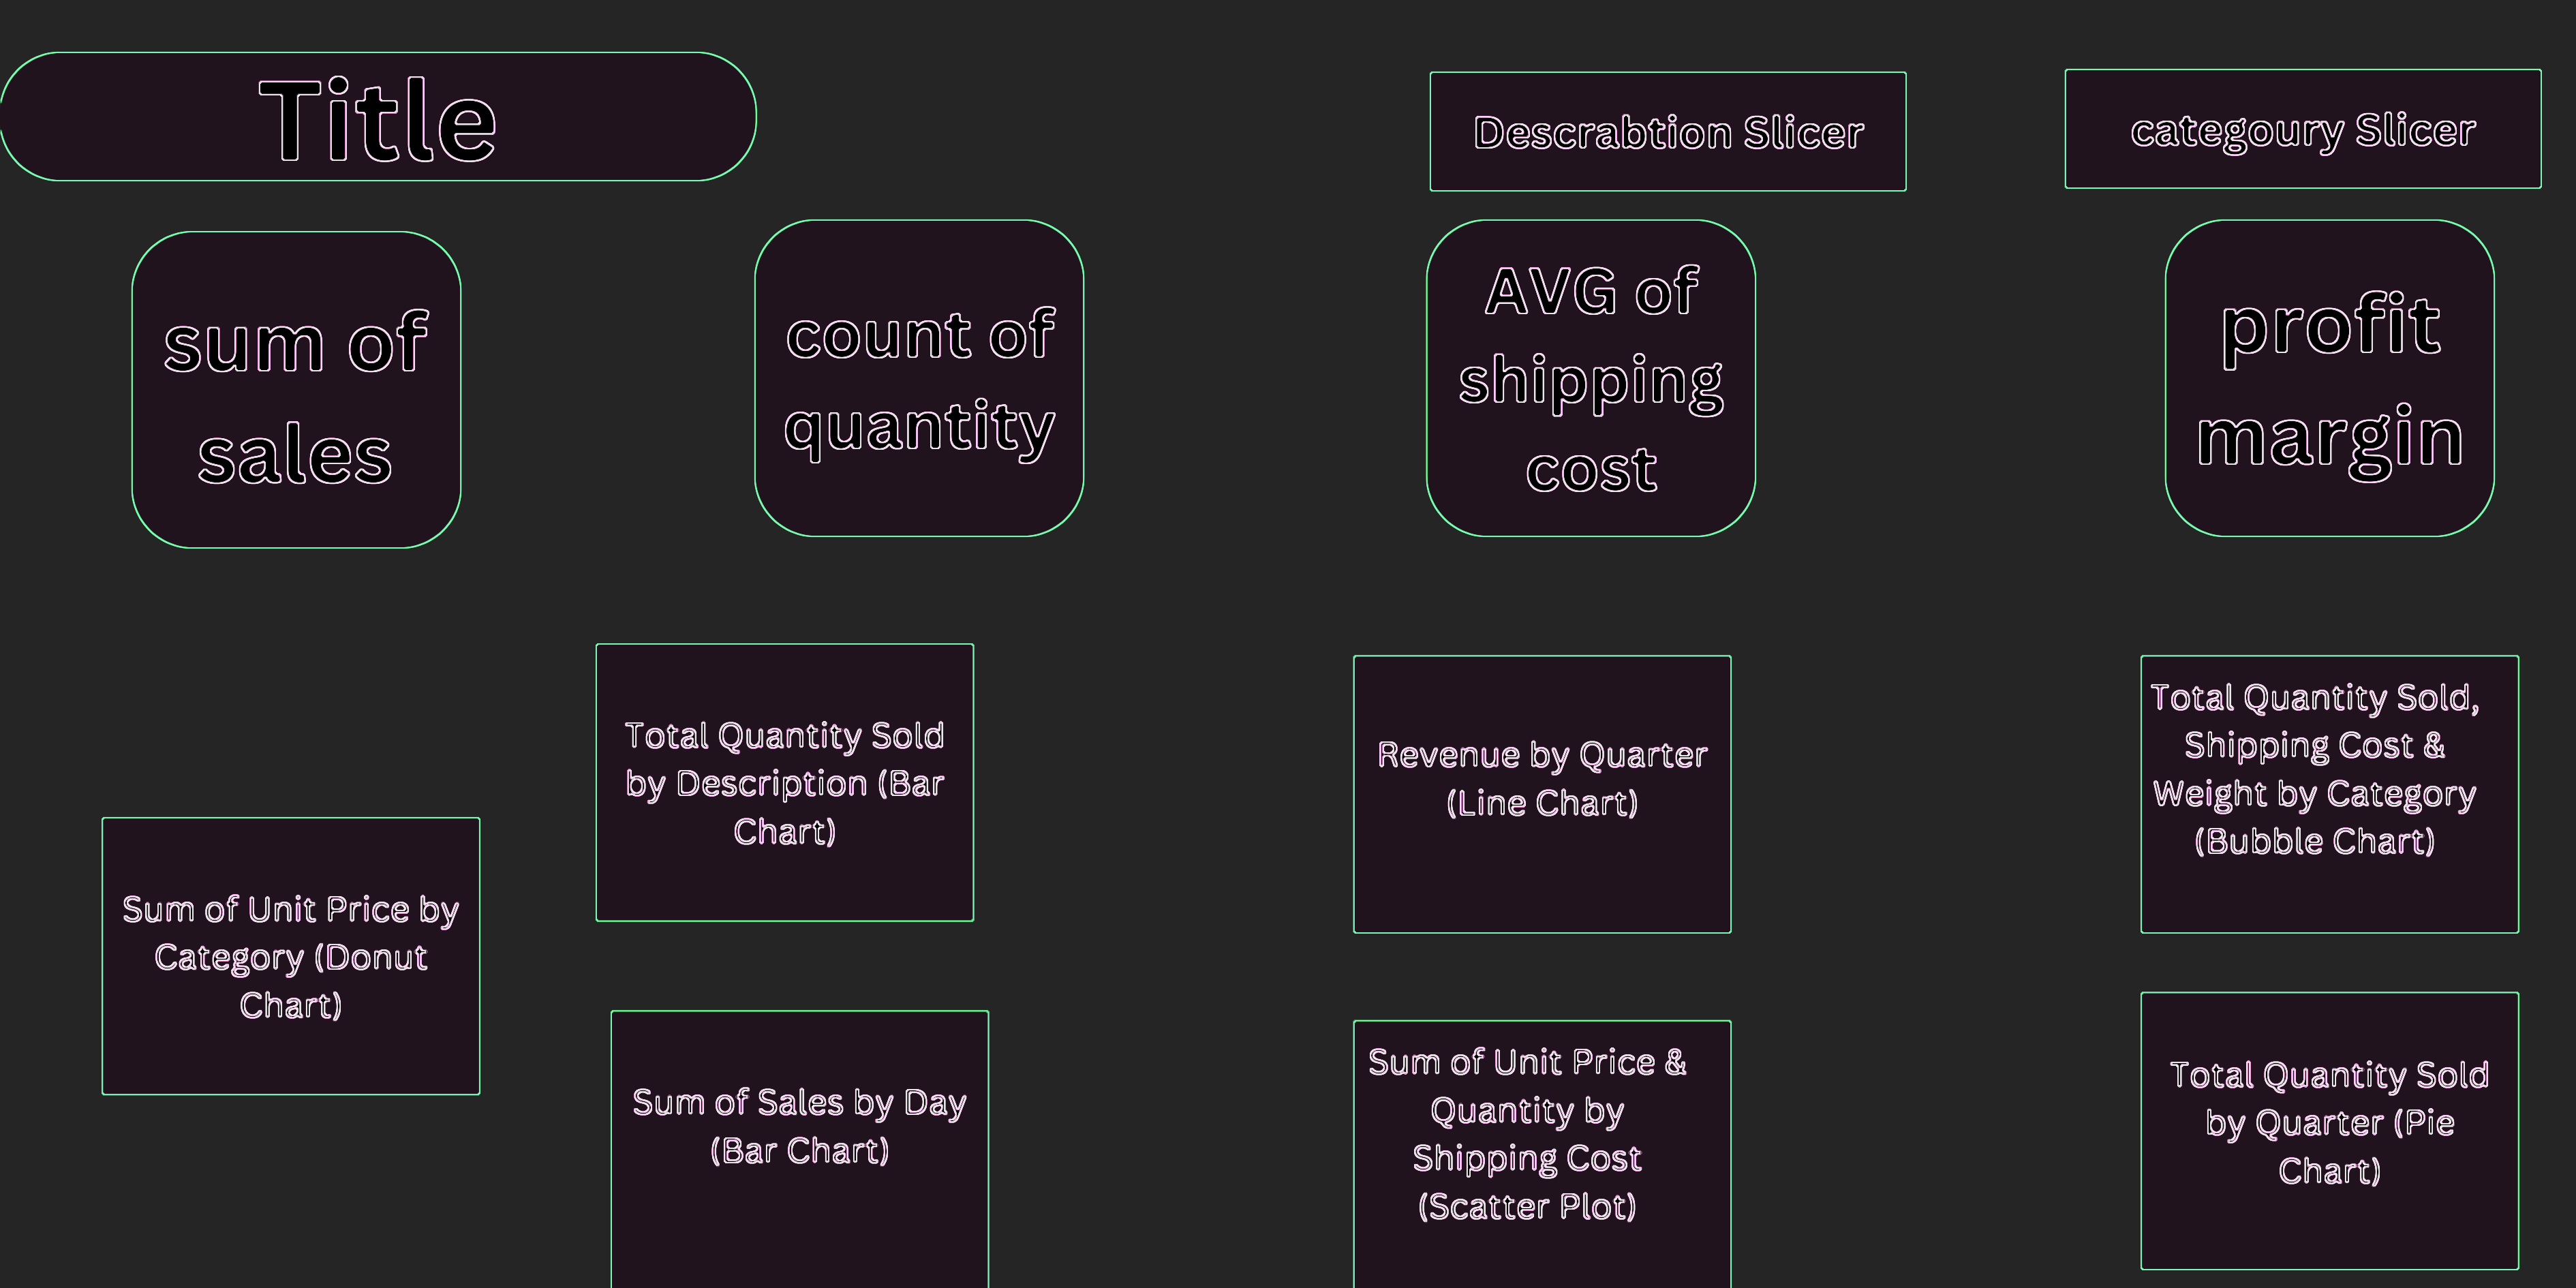 Title
Descrabtion Slicer
categoury Slicer
sum of
sales
count of
quantity
AVG of
shipping
cost
profit
margin
Sum of Unit Price by
Category (Donut
Chart)
Total Quantity Sold
by Description (Bar
Chart)
Revenue by Quarter
(Line Chart)
Total Quantity Sold,
Shipping Cost &
Weight by Category
(Bubble Chart)
Sum of Sales by Day
(Bar Chart)
Sum of Unit Price &
Quantity by
Shipping Cost
(Scatter Plot)
Total Quantity Sold
by Quarter (Pie
Chart)